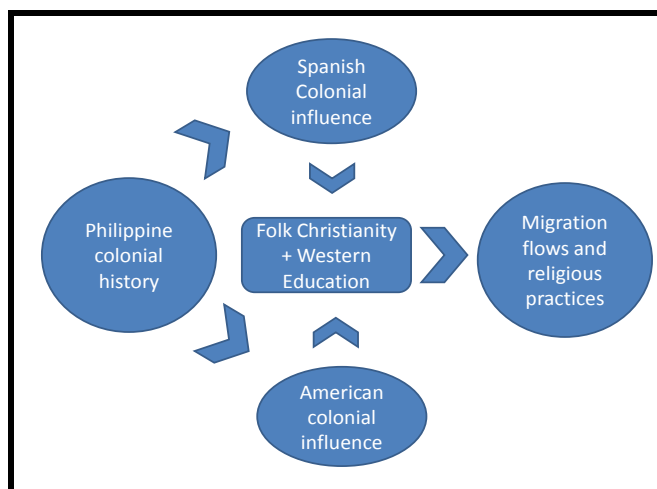 Spanish
Colonial
influence
Philippine
colonial
history
Folk Christianity
+ Western
Education
Migration
flows and
religious
practices
American
colonial
influence